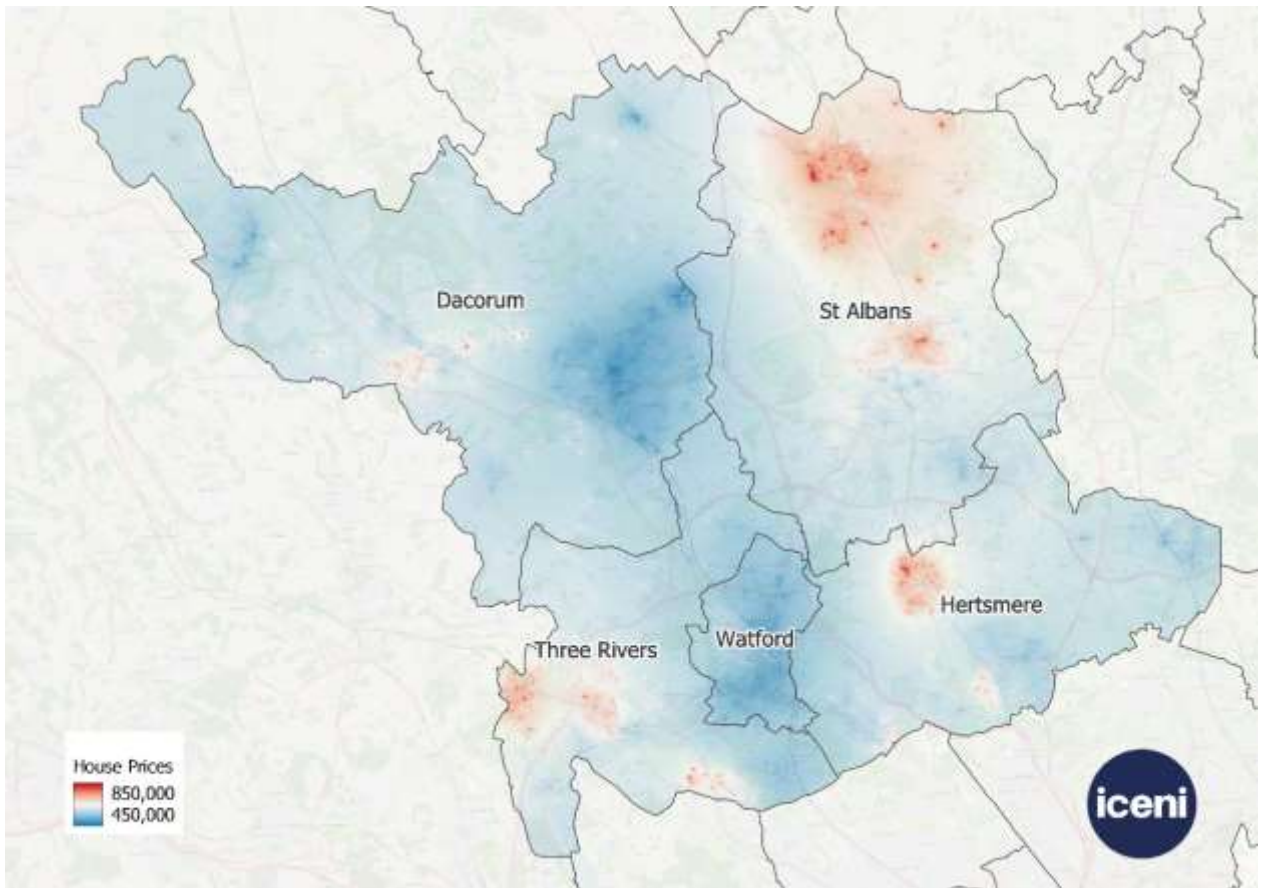 Dacorum
St Albans
Hertsmere
Watford
Three Rivers
House Prices
850,000
450,000
iceni